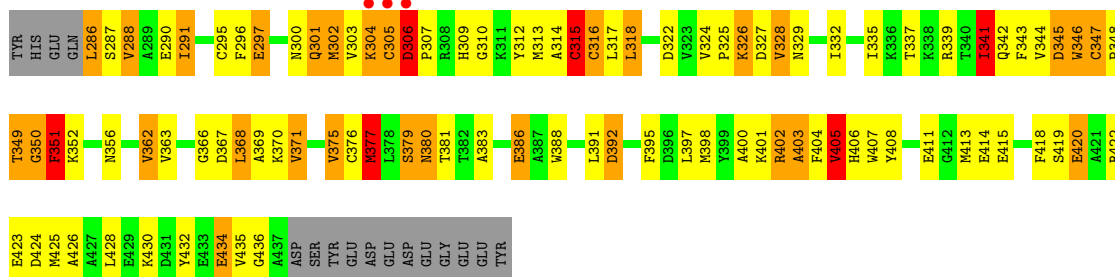 TYR HIS GLU GLN L286 S287 V288 A289 E290 I291 C295 F296 E297 N300 Q301 M302 V303 K304 C305 D306 P307 R308 H309 G310 K311 Y312 M313 A314 C315 C316 L317 L318 D322 V323 V324 P325 K326 D327 V328 N329 I332 I335 K336 T337 K338 R339 T340 I341 Q342 F343 V344 D345 W346 C347
T349 G350 F351 K352 N356 V362 V363 G366 D367 L368 A369 K370 V371 V375 C376 M377 L378 S379 N380 T381 T382 A383 E386 A387 W388 L391 D392 F395 D396 L397 M398 Y399 A400 K401 R402 A403 F404 V405 H406 W407 Y408 E411 G412 M413 E414 E415 F418 S419 E420 A421
E423 D424 M425 A426 A427 L428 E429 K430 D431 Y432 E433 E434 V435 G436 A437 ASP SER TYR GLU ASP GLU ASP GLU GLY GLU GLU TYR